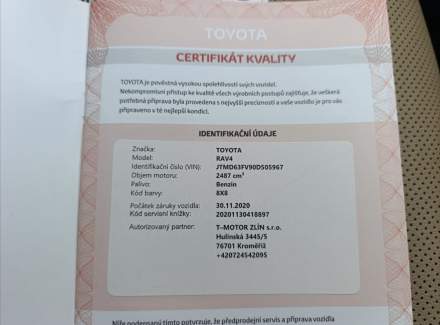 TOYOTA
CERTIFIKÁT KVALITY
TOYOTA je pověstná vysokou spolehlivostí svých vozidel.
Nekompromisní přístup ke kvalitě všech výrobních postupů zajišťuje, že veškerá
potřebná příprava byla provedena s nejvyšší precizností a vaše vozidlo je pro vás
připraveno v té nejlepší kondici.
IDENTIFIKAČNÍ ÚDAJE
Značka: TOYOTA
Model: RAV4
Identifikační číslo (VIN): JTMD63FV90D505967
Objem motoru: 2487 cm³
Palivo: Benzin
Kód barvy: 8X8
Počátek záruky vozidla: 30.11.2020
Kód servisní knížky: 20201130418897
Autorizovaný partner: T-MOTOR ZLÍN s.r.o.
Hulínská 3445/5
76701 Kroměříž
+420724542095
Níže podepsaný tímto potvrzuje, že předprodejní servis a příprava vozidla